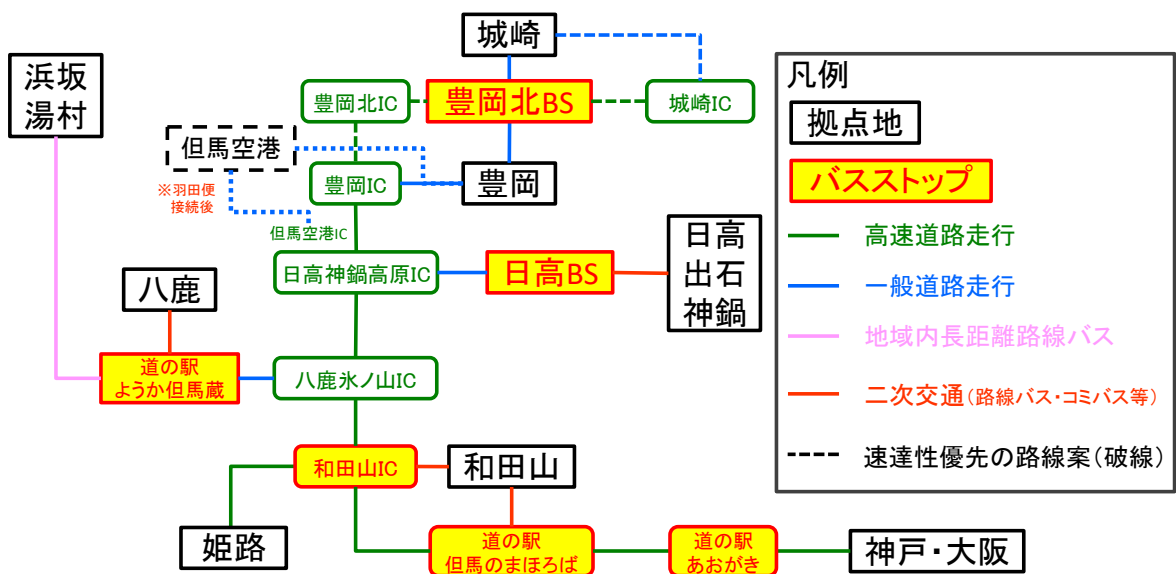 城崎
浜坂
湯村
豊岡北IC
豊岡北BS
城崎IC
但馬空港
※羽田便
接続後
豊岡IC
豊岡
但馬空港IC
日高神鍋高原IC
日高BS
日高
出石
神鍋
八鹿
道の駅
ようか但馬蔵
八鹿氷ノ山IC
和田山IC
和田山
姫路
道の駅
但馬のまほろば
道の駅
あおがき
神戸・大阪
凡例
拠点地
バスストップ
高速道路走行
一般道路走行
地域内長距離路線バス
二次交通(路線バス・コミバス等)
速達性優先の路線案(破線)